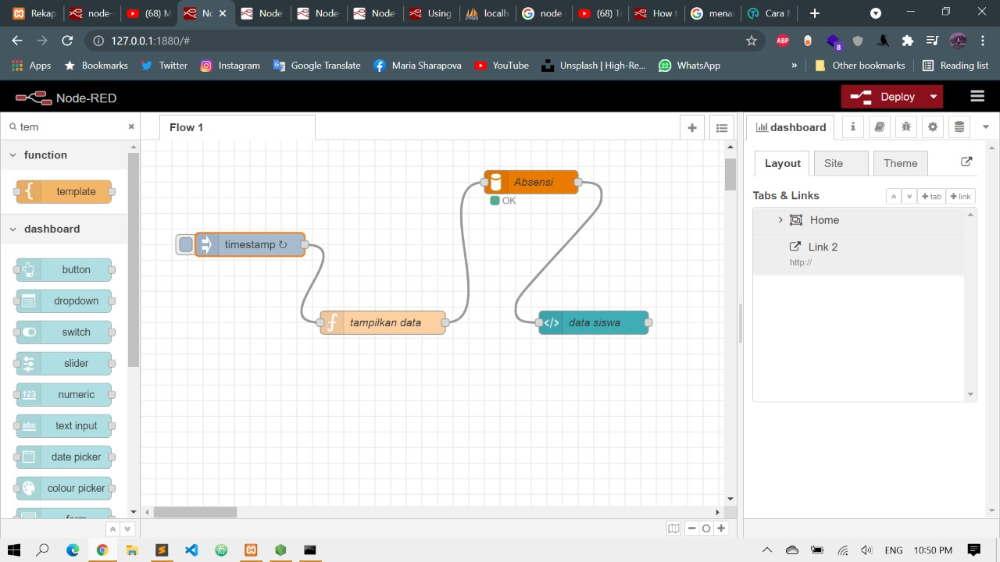 Rekap
node-
(68) M
No
Node
Node-
Node
Using
localh
node
(68) T
How t
menar
Cara M
127.0.0.1:1880/#
ABP
8
Apps
Bookmarks
Twitter
Instagram
Google Translate
Maria Sharapova
YouTube
Unsplash | High-Re...
WhatsApp
»
Other bookmarks
Reading list
Node-RED
Deploy
tem
Flow 1
dashboard
function
template
dashboard
button
dropdown
switch
slider
123 numeric
abc text input
date picker
colour picker
form
timestamp ↻
tampilkan data
Absensi
OK
data siswa
Layout
Site
Theme
Tabs & Links
+ tab
+ link
Home
Link 2
http://
ENG
10:50 PM